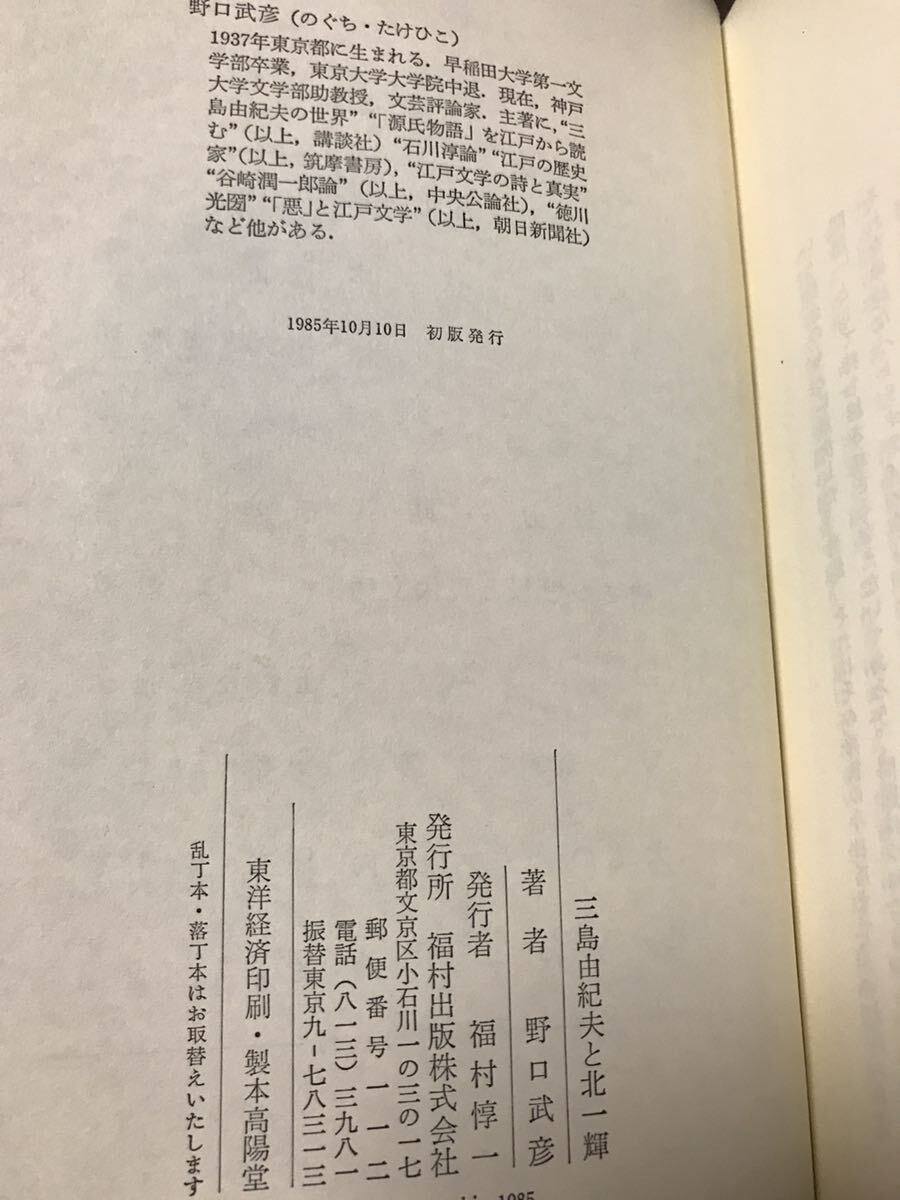 野口武彦(のぐち・たけひこ)
1937年東京都に生まれる．早稲田大学第一文
学部卒業，東京大学大学院中退．現在，神戸
大学文学部助教授，文芸評論家．主著に，“三
島由紀夫の世界”“「源氏物語」を江戸から読
む”(以上，講談社)“石川淳論”“江戸の歴史
家”(以上，筑摩書房)，“江戸文学の詩と真実”
“谷崎潤一郎論”(以上，中央公論社)，“徳川
光圀”“「悪」と江戸文学”(以上，朝日新聞社)
など他がある．
1985年10月10日　初版発行
三島由紀夫と北一輝
著者　野口武彦
発行者　福村惇一
発行所　福村出版株式会社
東京都文京区小石川一の三の一七
郵便番号一一二
電話(八一三)三九八一
振替東京九-七八三一三
東洋経済印刷・製本高陽堂
乱丁本・落丁本はお取替えいたします
1985